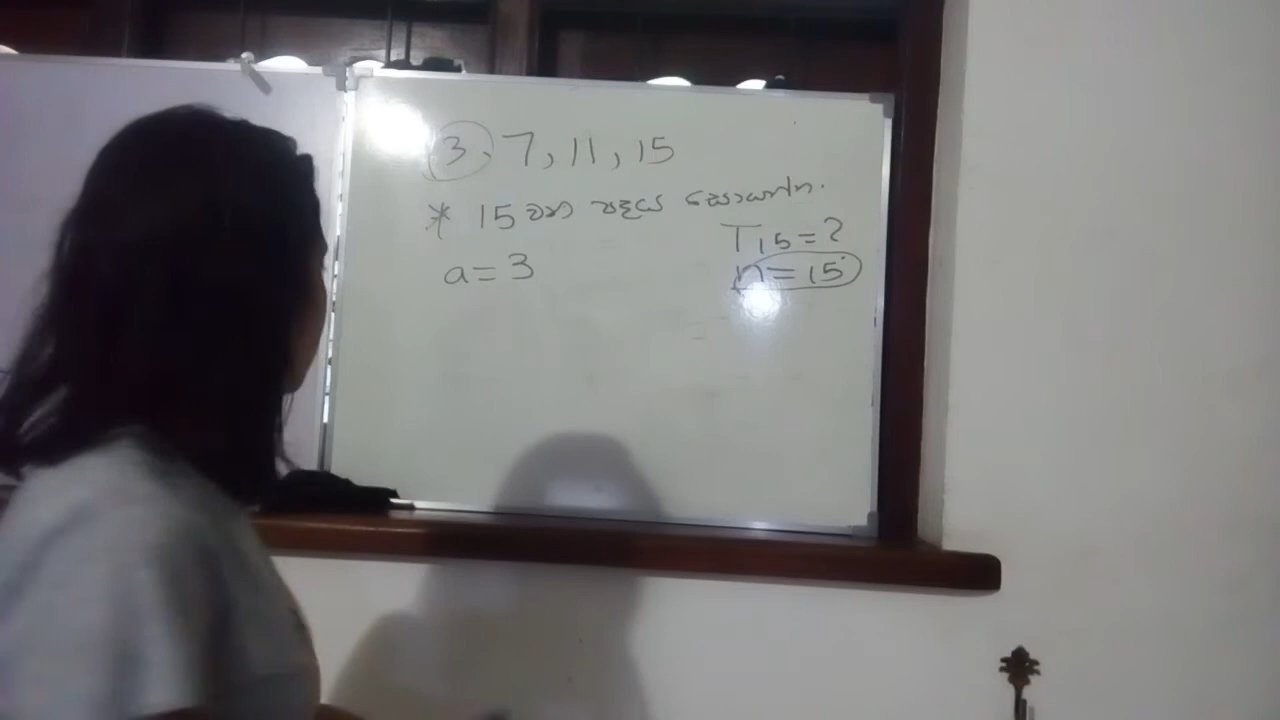 3, 7, 11, 15
* 15 වන පදය සොයන්න.
T15 = ?
a = 3
n = 15